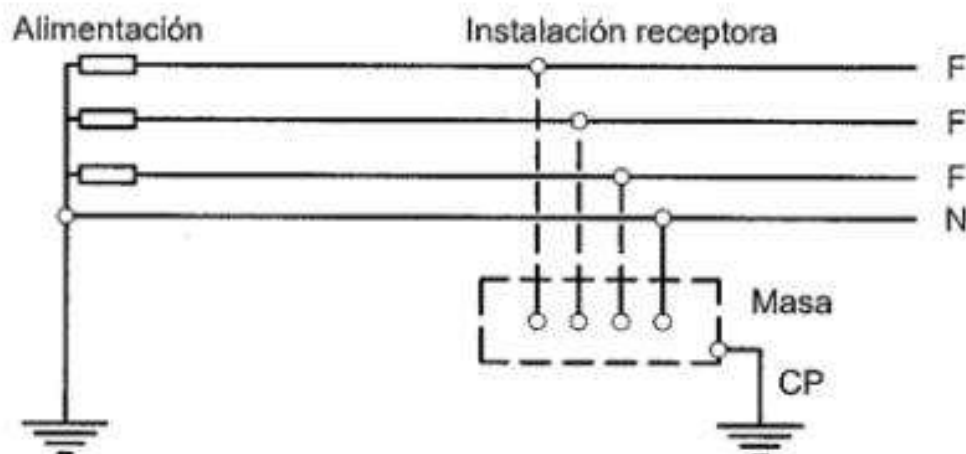 Alimentación
Instalación receptora
F
F
F
N
Masa
CP